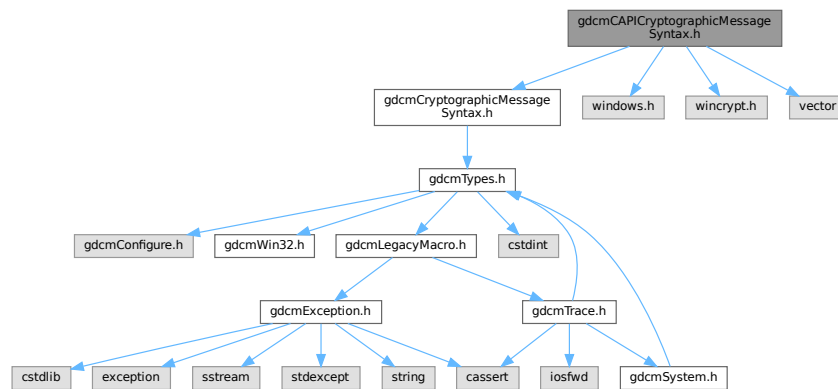 gdcmCAPICryptographicMessage
Syntax.h
gdcmCryptographicMessage
Syntax.h
windows.h
wincrypt.h
vector
gdcmTypes.h
gdcmConfigure.h
gdcmWin32.h
gdcmLegacyMacro.h
cstdint
gdcmException.h
gdcmTrace.h
cstdlib
exception
sstream
stdexcept
string
cassert
iosfwd
gdcmSystem.h